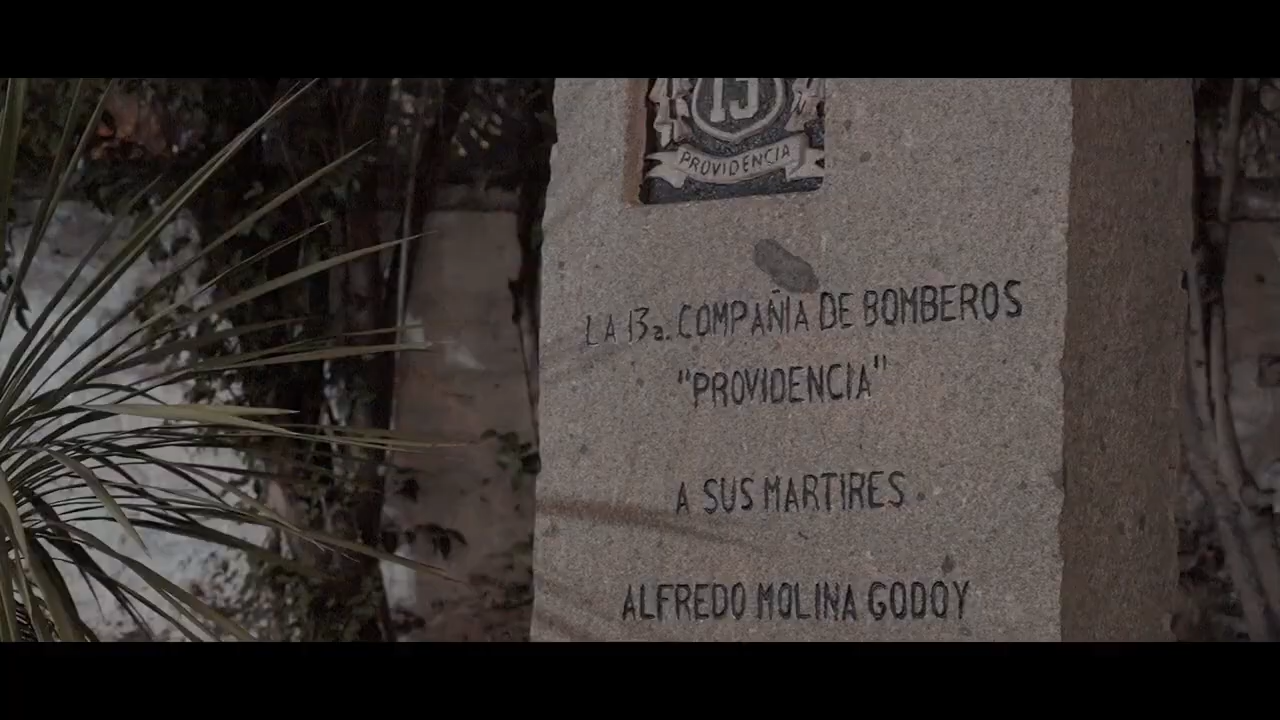 13
PROVIDENCIA
LA 13a. COMPAÑIA DE BOMBEROS
"PROVIDENCIA"
A SUS MARTIRES
ALFREDO MOLINA GODOY